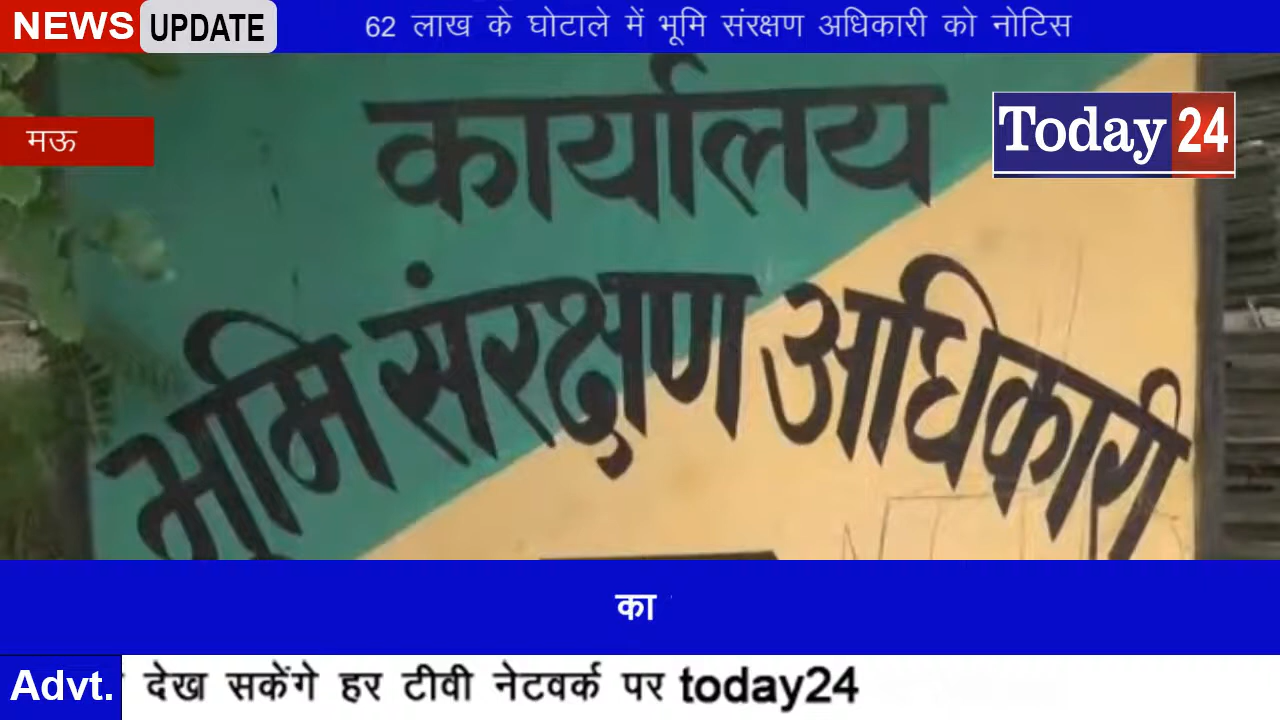 NEWS UPDATE 62 लाख के घोटाले में भूमि संरक्षण अधिकारी को नोटिस
मऊ
Today 24
कार्यालय
भूमि संरक्षण अधिकारी
का
Advt. देख सकेंगे हर टीवी नेटवर्क पर today24